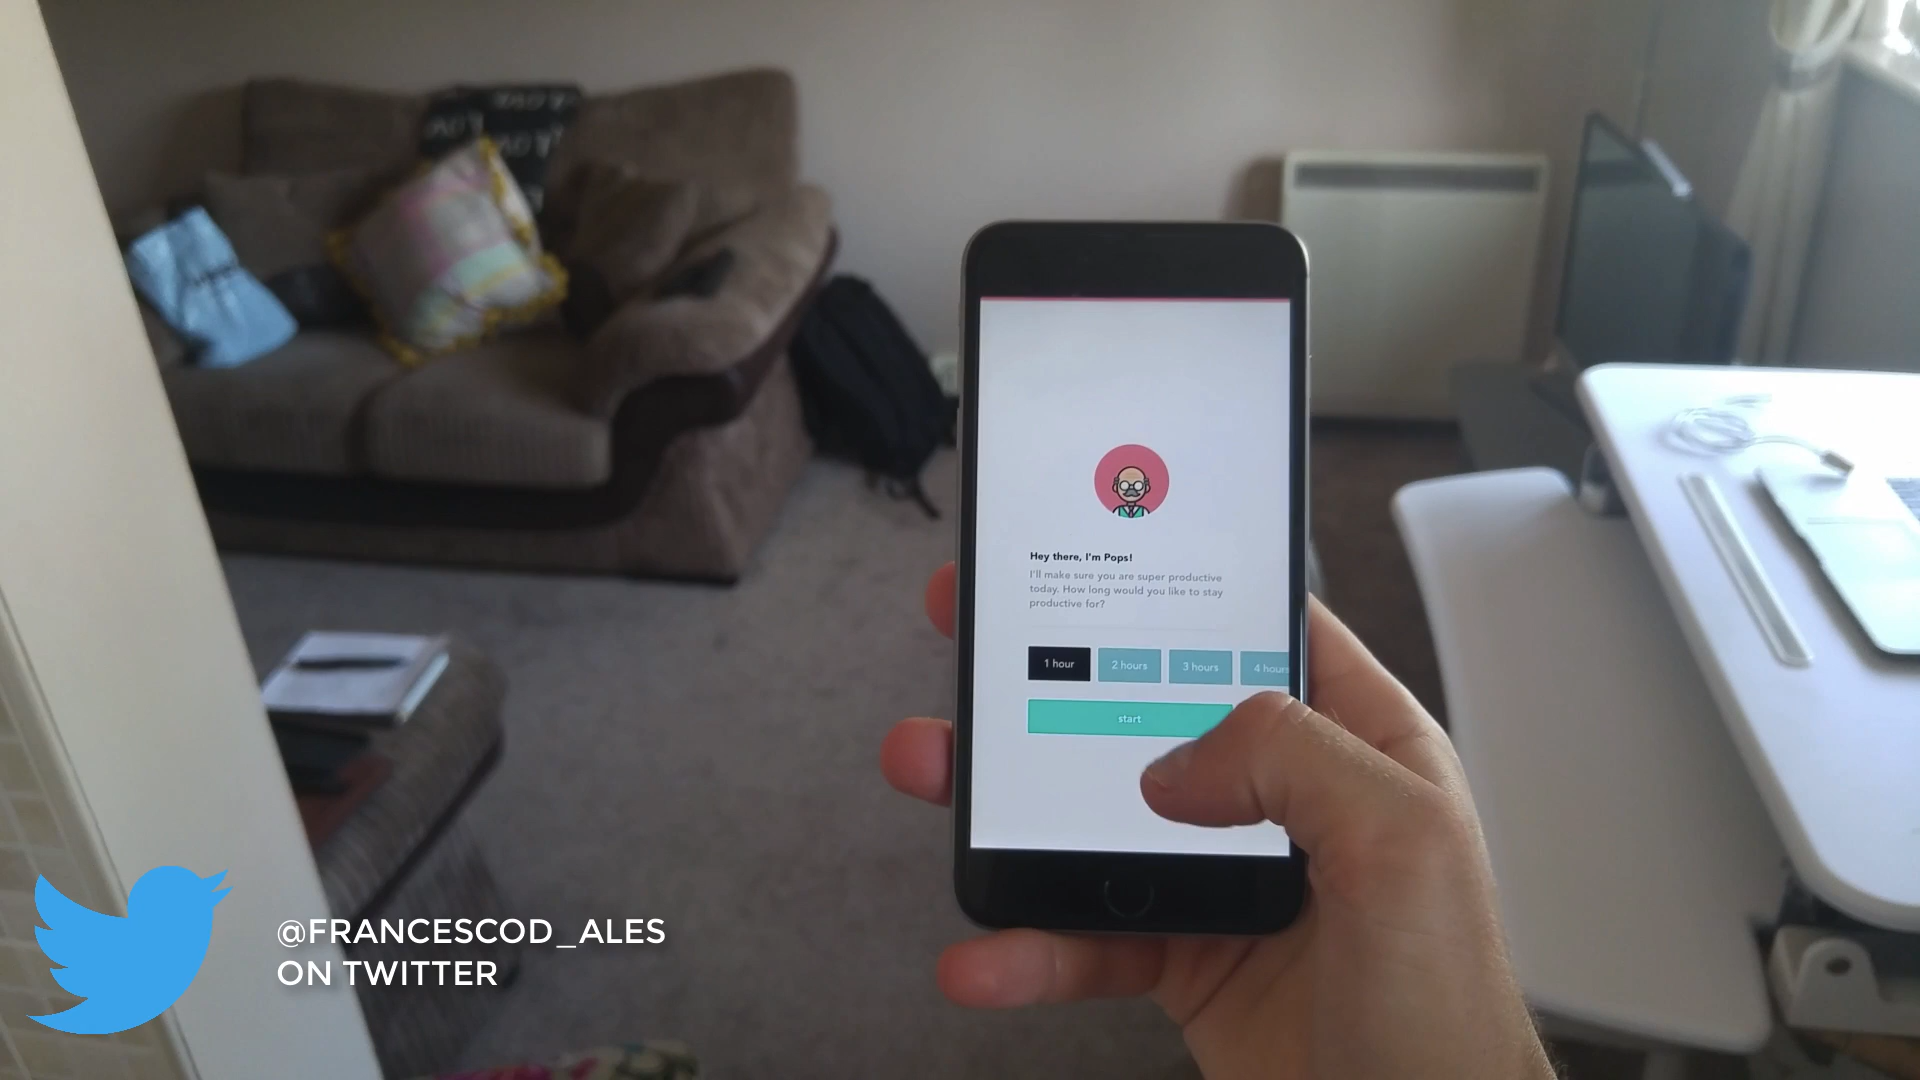 Hey there, I'm Pops!
I'll make sure you are super productive
today. How long would you like to stay
productive for?
1 hour 2 hours 3 hours 4 hours
start
@FRANCESCOD_ALES
ON TWITTER